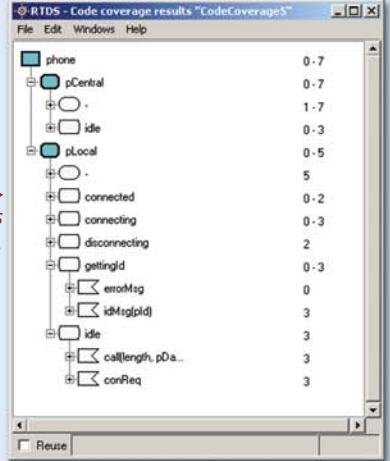 RTDS - Code coverage results "CodeCoverage5"
File Edit Windows Help
phone 0 - 7
pCentral 0 - 7
- 1 - 7
idle 0 - 3
pLocal 0 - 5
- 5
connected 0 - 2
connecting 0 - 3
disconnecting 2
gettingId 0 - 3
errorMsg 0
idMsg(pId) 3
idle 3
call(length, pDa... 3
conReq 3
Reuse